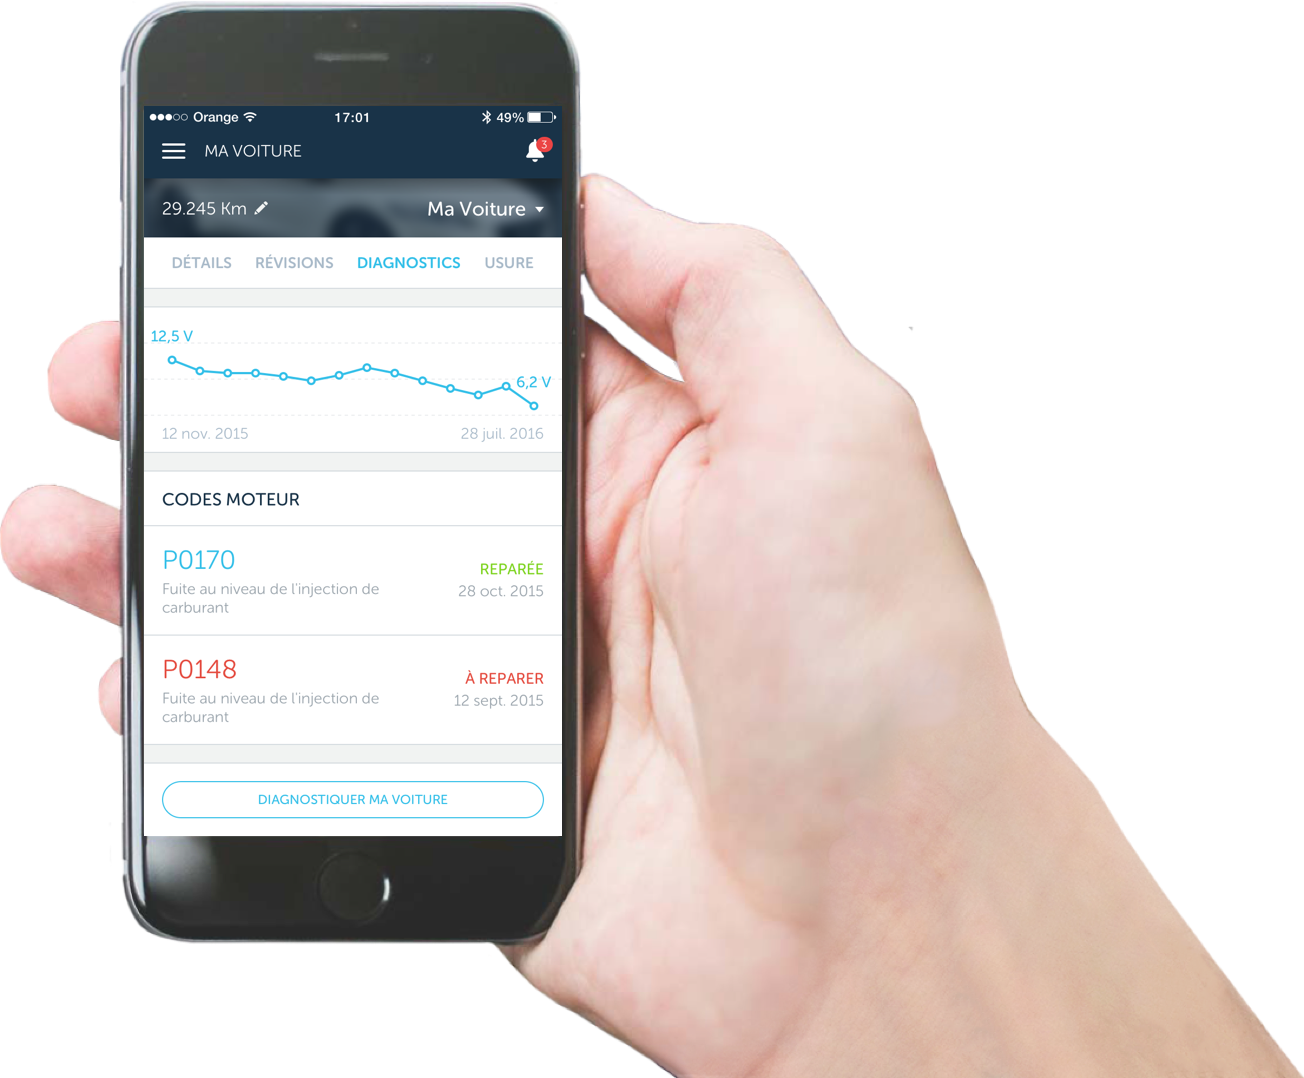 Orange 17:01 49%
MA VOITURE 3
29.245 Km Ma Voiture
DÉTAILS RÉVISIONS DIAGNOSTICS USURE
12,5 V
6,2 V
12 nov. 2015 28 juil. 2016
CODES MOTEUR
P0170
REPARÉE
Fuite au niveau de l'injection de
28 oct. 2015
carburant
P0148
À REPARER
Fuite au niveau de l'injection de
12 sept. 2015
carburant
DIAGNOSTIQUER MA VOITURE